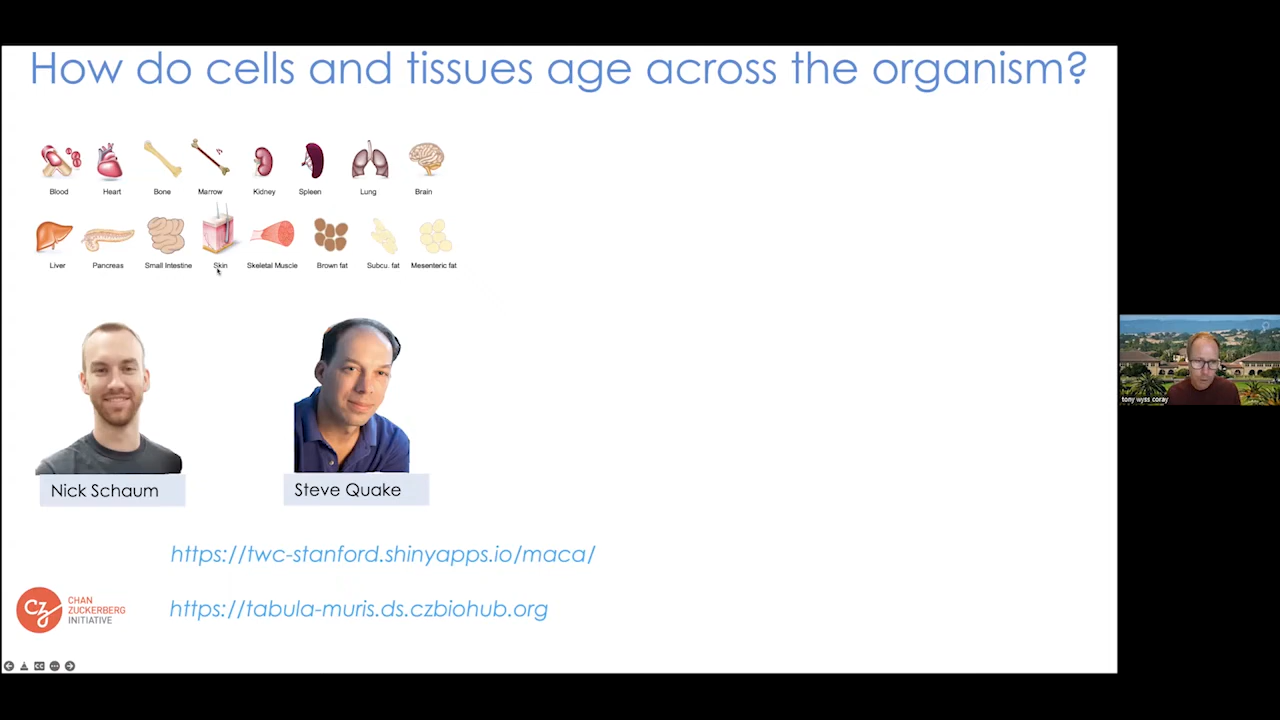 How do cells and tissues age across the organism?
Blood Heart Bone Marrow Kidney Spleen Lung Brain
Liver Pancreas Small Intestine Skin Skeletal Muscle Brown fat Subcu. fat Mesenteric fat
Nick Schaum
Steve Quake
https://twc-stanford.shinyapps.io/maca/
CZ
CHAN
ZUCKERBERG
INITIATIVE
https://tabula-muris.ds.czbiohub.org
tony wyss coray